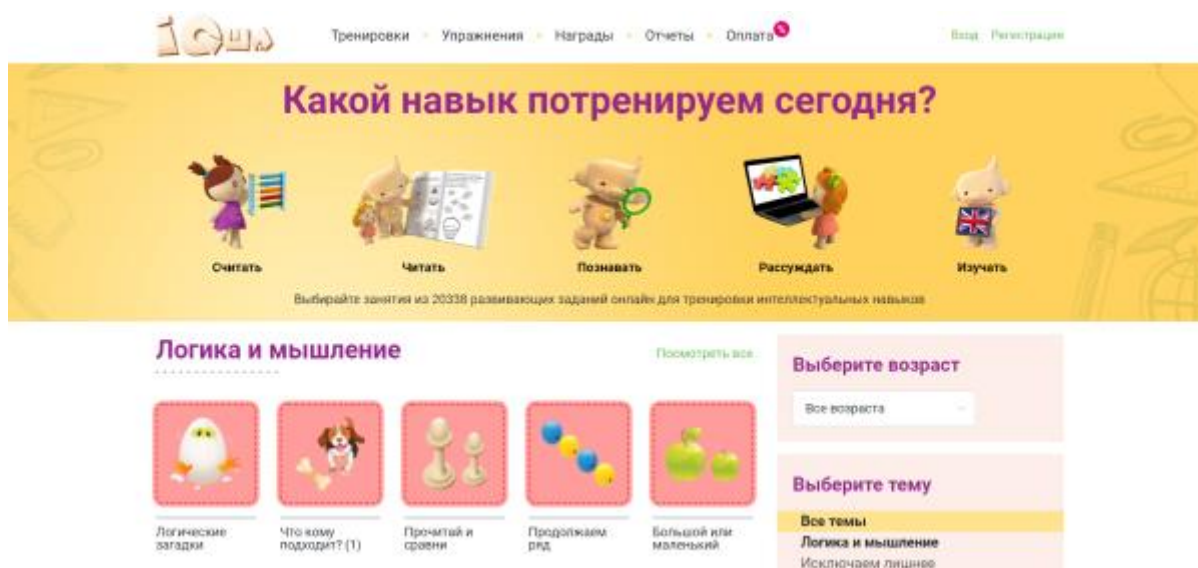 iQша
Тренировки Упражнения Награды Отчеты Оплата %
Вход Регистрация
Какой навык потренируем сегодня?
Считать Читать Познавать Рассуждать Изучать
Выбирайте занятия из 20338 развивающих заданий онлайн для тренировки интеллектуальных навыков
Логика и мышление
Посмотреть все
Логические
загадки
Что кому
подходит? (1)
Прочитай и
сравни
Продолжаем
ряд
Большой или
маленький
Выберите возраст
Все возраста
Выберите тему
Все темы
Логика и мышление
Исключаем лишнее